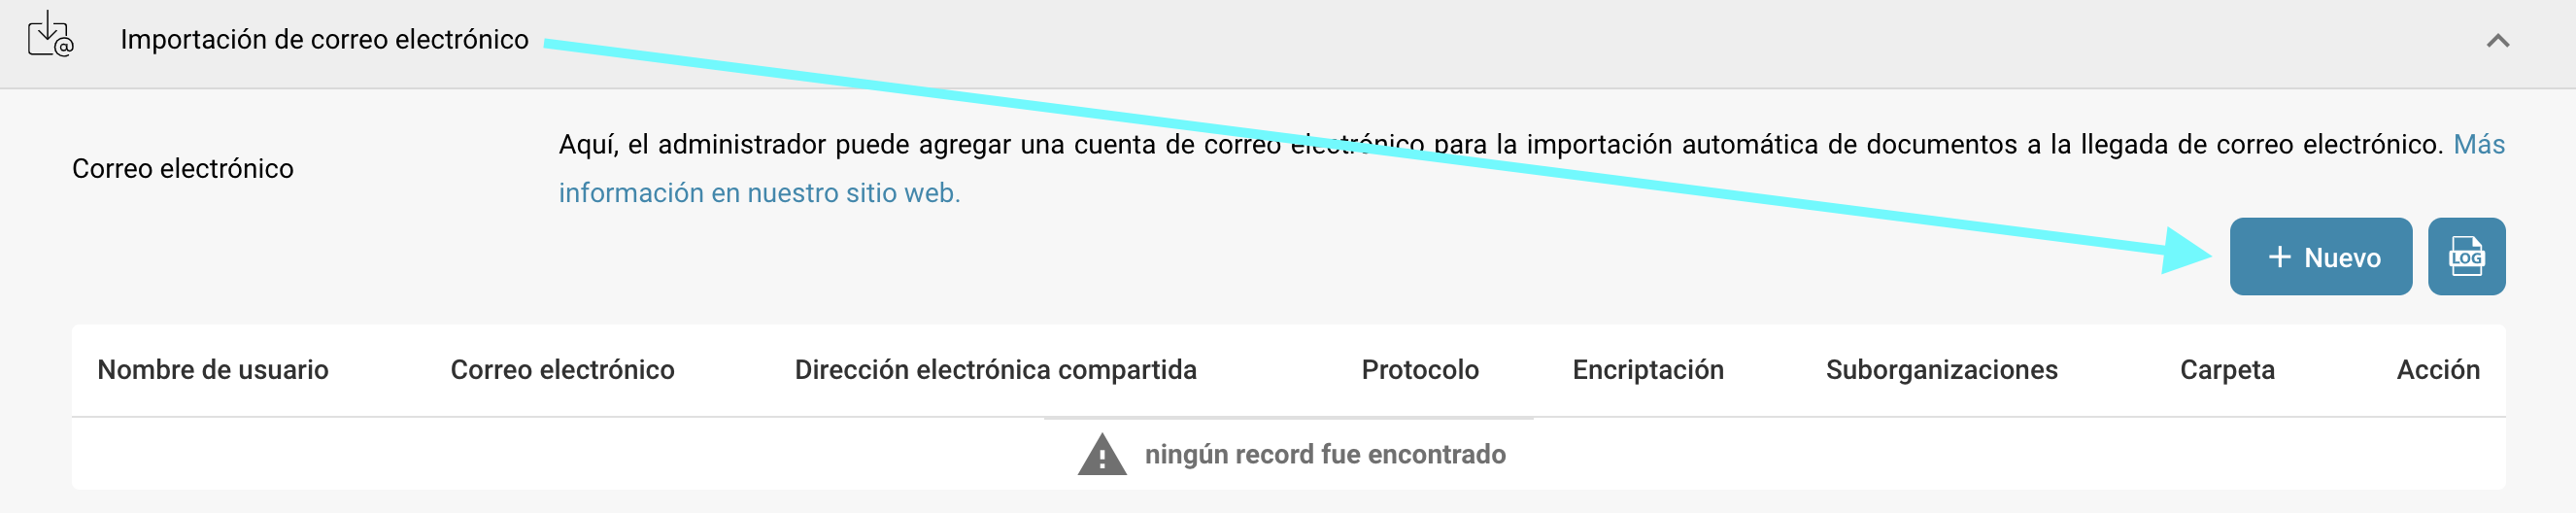 Importación de correo electrónico
Correo electrónico
Aquí, el administrador puede agregar una cuenta de correo electrónico para la importación automática de documentos a la llegada de correo electrónico. Más
información en nuestro sitio web.
+ Nuevo
LOG
Nombre de usuario Correo electrónico Dirección electrónica compartida Protocolo Encriptación Suborganizaciones Carpeta Acción
ningún record fue encontrado